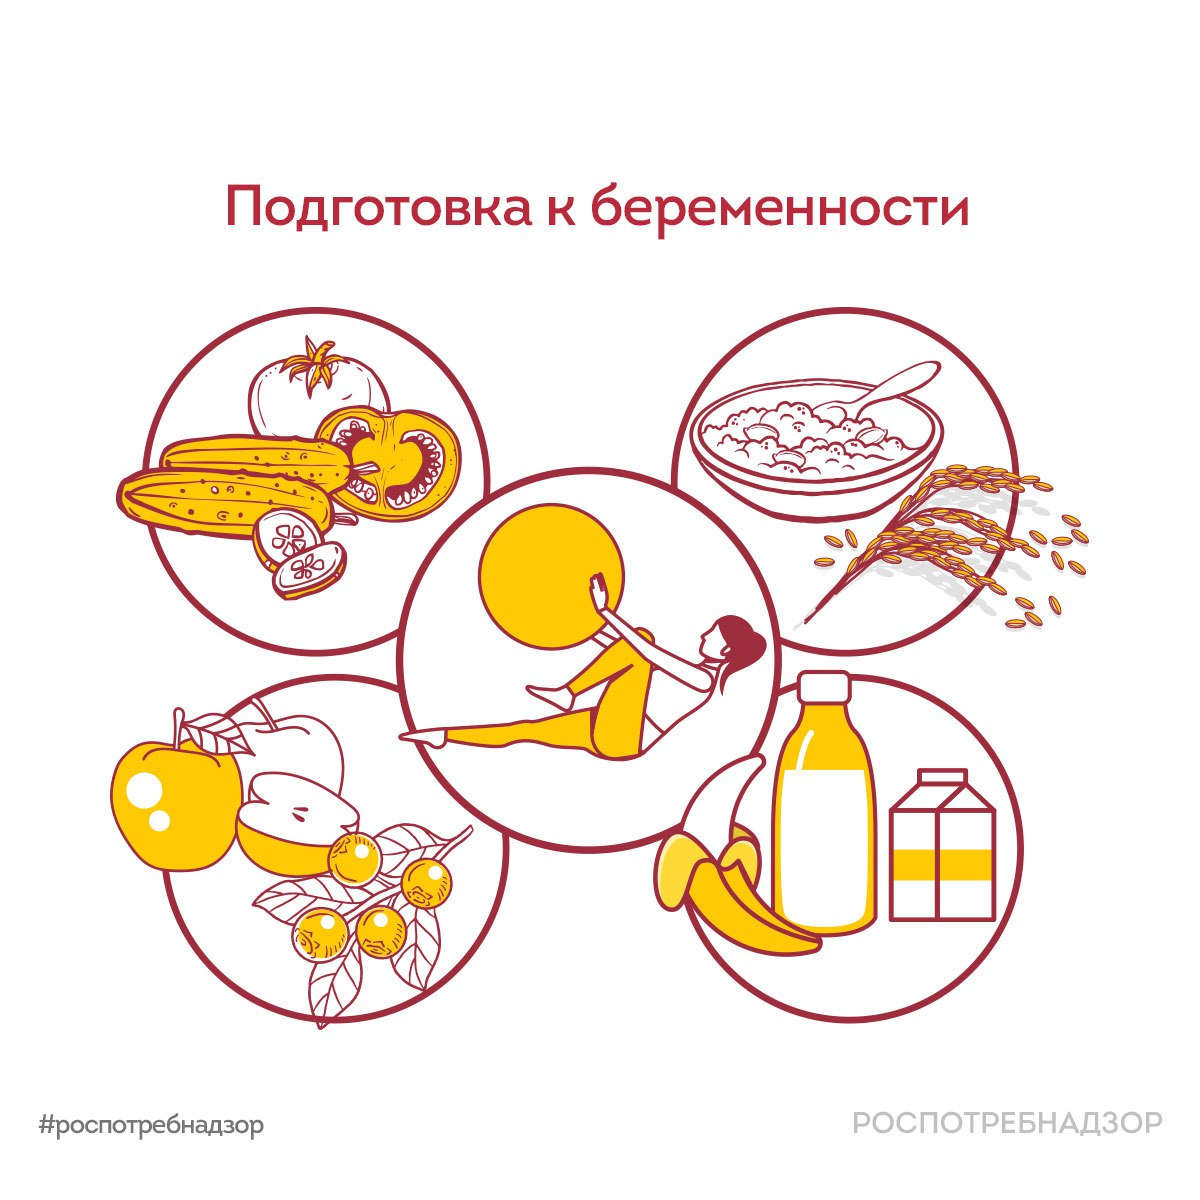 Подготовка к беременности
#роспотребнадзор
РОСПОТРЕБНАДЗОР